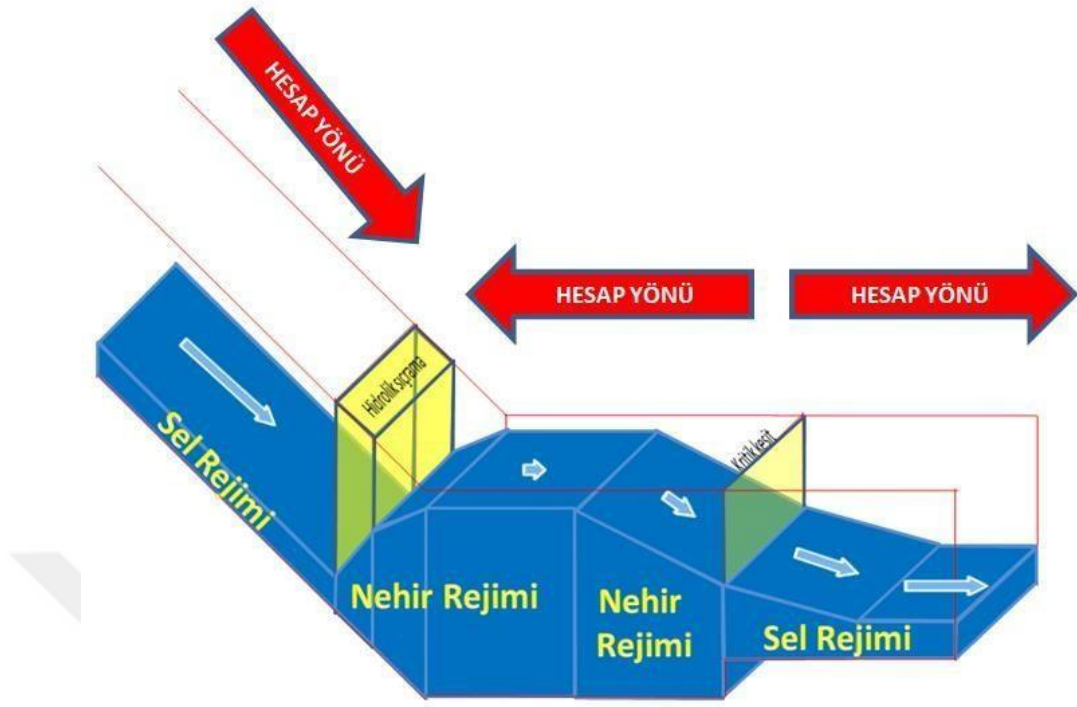 HESAP YÖNÜ
HESAP YÖNÜ
HESAP YÖNÜ
Hidrolik sıçrama
Kritik kesit
Sel Rejimi
Nehir Rejimi
Nehir
Rejimi
Sel Rejimi